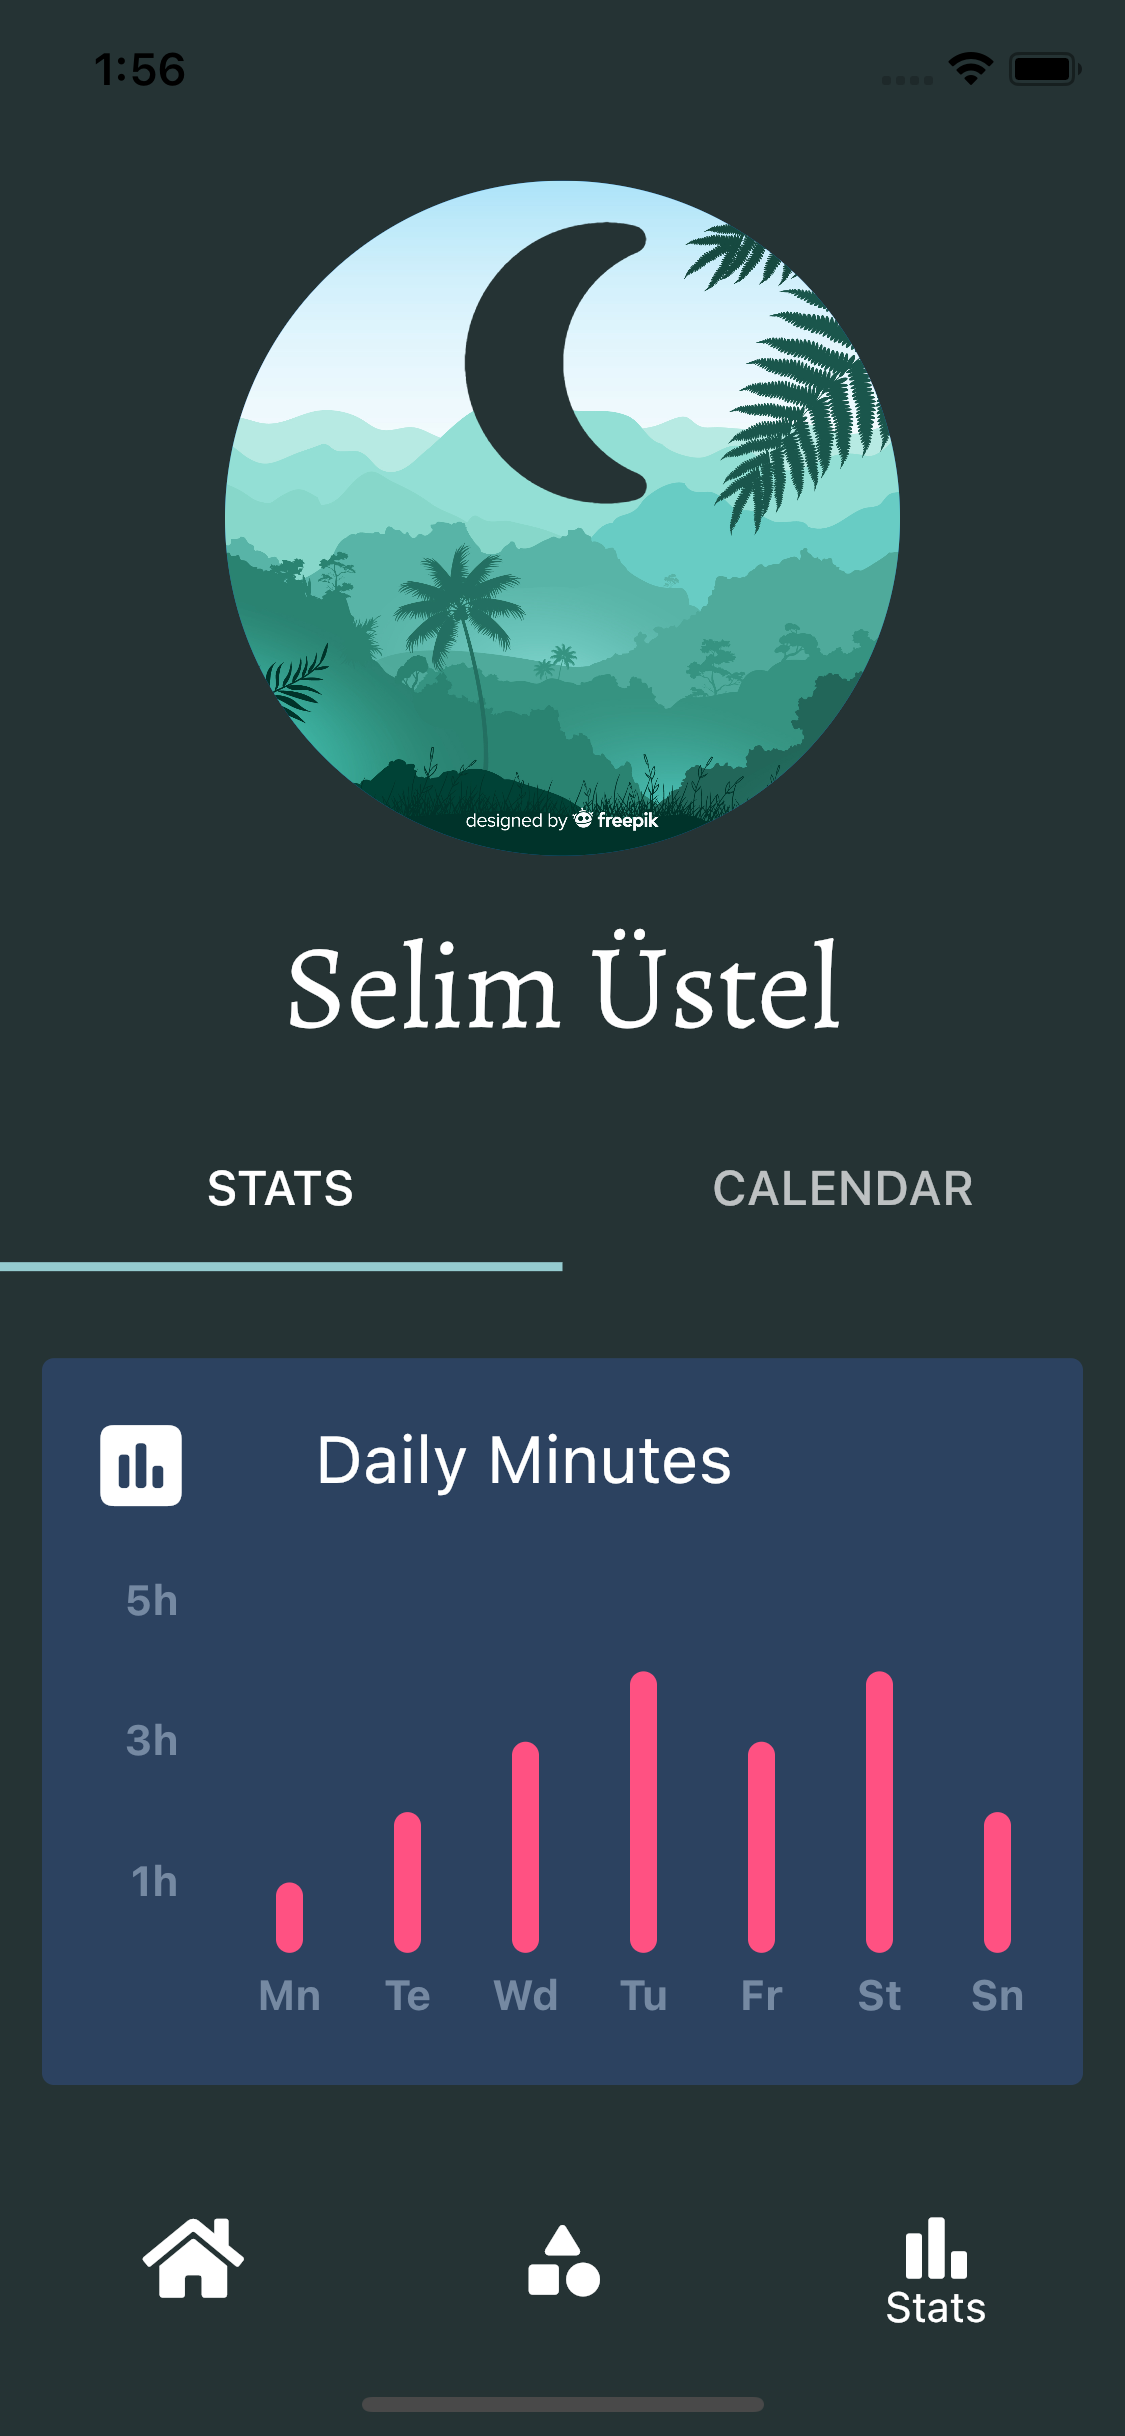 1:56
designed by freepik
Selim Üstel
STATS CALENDAR
Daily Minutes
5h
3h
1h
Mn Te Wd Tu Fr St Sn
Stats